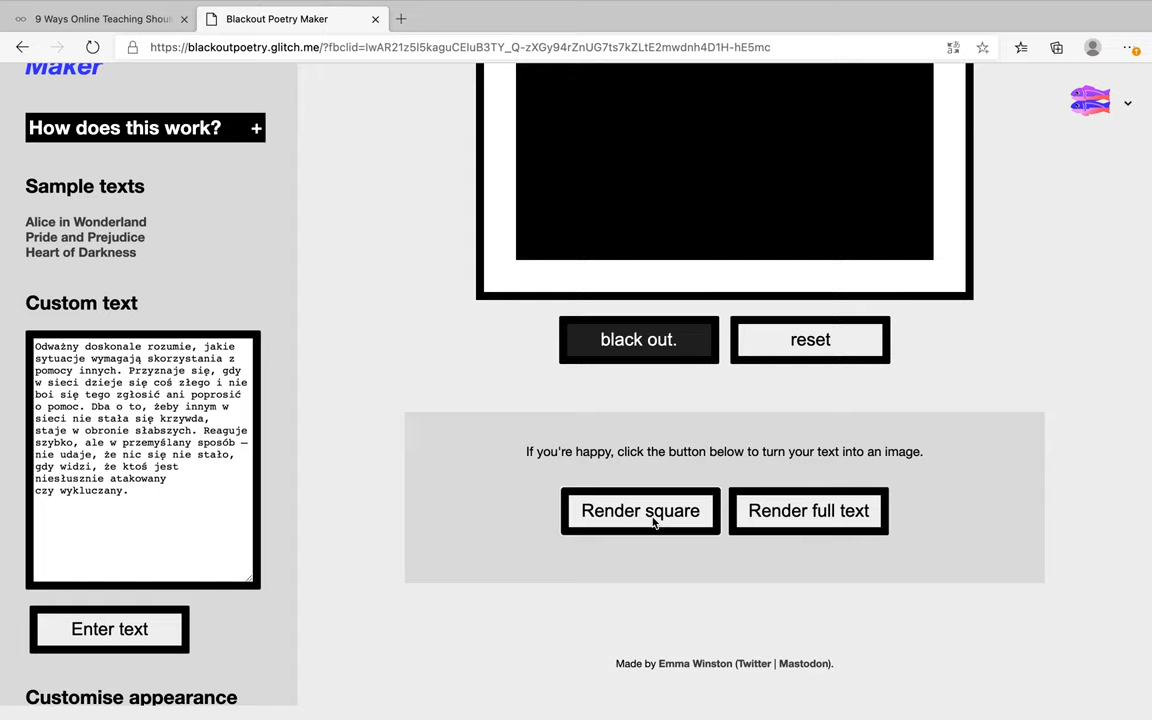 9 Ways Online Teaching Shou
Blackout Poetry Maker
https://blackoutpoetry.glitch.me/?fbclid=IwAR21z5I5kaguCEIuB3TY_Q-zXGy94rZnUG7ts7kZLtE2mwdnh4D1H-hE5mc
Maker
How does this work? +
Sample texts
Alice in Wonderland
Pride and Prejudice
Heart of Darkness
Custom text
Odważny doskonale rozumie, jakie
sytuacje wymagają skorzystania z
pomocy innych. Przyznaje się, gdy
w sieci dzieje się coś złego i nie
boi się tego zgłosić ani poprosić
o pomoc. Dba o to, żeby innym w
sieci nie stała się krzywda,
staje w obronie słabszych. Reaguje
szybko, ale w przemyślany sposób –
nie udaje, że nic się nie stało,
gdy widzi, że ktoś jest
niesłusznie atakowany
czy wykluczany.
Enter text
Customise appearance
black out.
reset
If you're happy, click the button below to turn your text into an image.
Render square
Render full text
Made by Emma Winston (Twitter | Mastodon).